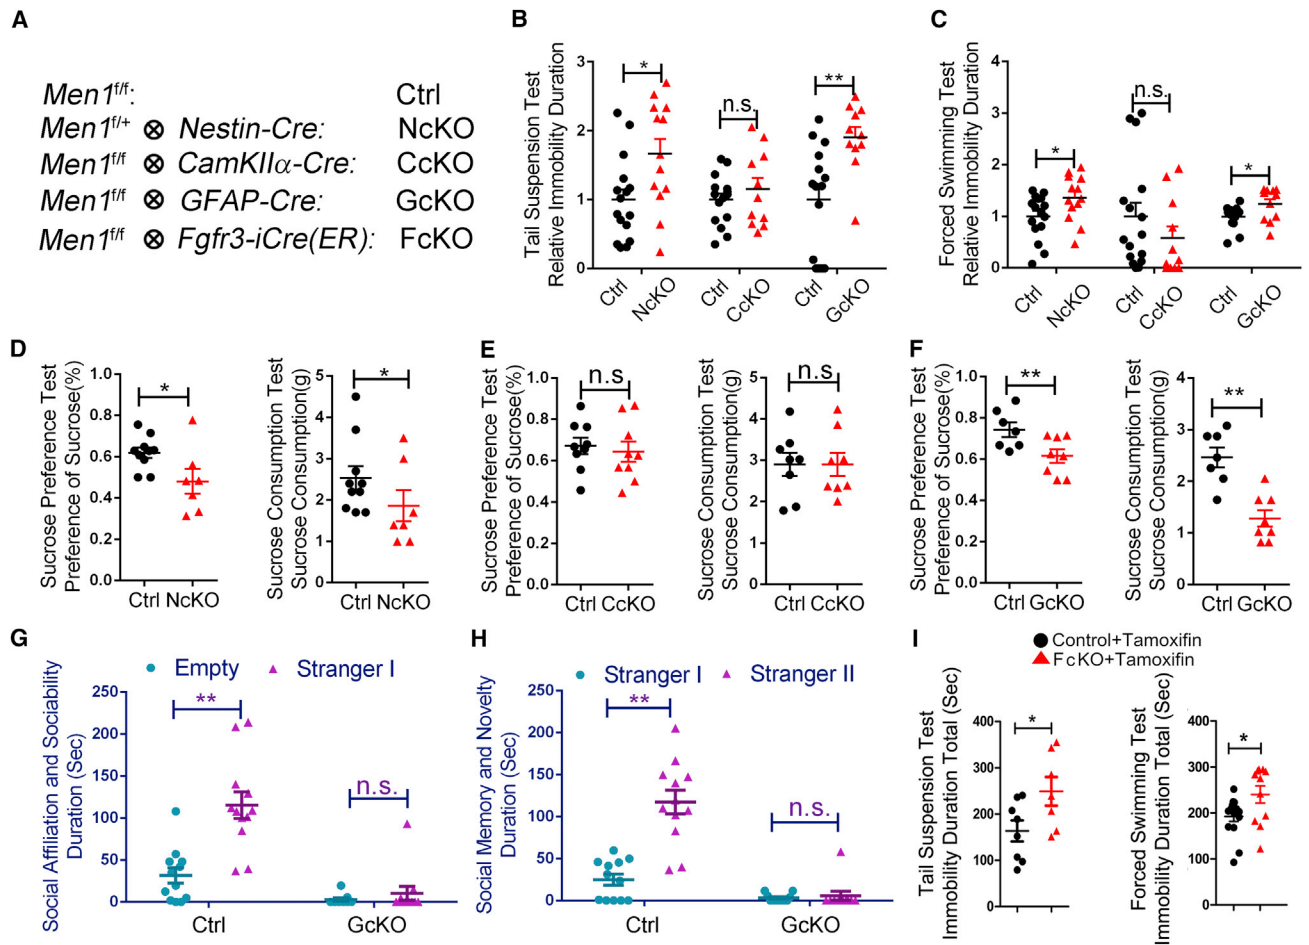 A
Men1f/f: Ctrl
Men1f/+ ⊗ Nestin-Cre: NcKO
Men1f/f ⊗ CamKIIα-Cre: CcKO
Men1f/f ⊗ GFAP-Cre: GcKO
Men1f/f ⊗ Fgfr3-iCre(ER): FcKO
B
Tail Suspension Test
Relative Immobility Duration
3
2
1
0
*
n.s.
**
Ctrl
NcKO
Ctrl
CcKO
Ctrl
GcKO
C
Forced Swimming Test
Relative Immobility Duration
4
3
2
1
0
*
n.s.
*
Ctrl
NcKO
Ctrl
CcKO
Ctrl
GcKO
D
Sucrose Preference Test
Preference of Sucrose(%)
1.0
0.8
0.6
0.4
0.2
0.0
*
Ctrl NcKO
Sucrose Consumption Test
Sucrose Consumption(g)
5
4
3
2
1
0
*
Ctrl NcKO
E
Sucrose Preference Test
Preference of Sucrose(%)
1.0
0.8
0.6
0.4
0.2
0.0
n.s
Ctrl CcKO
Sucrose Consumption Test
Sucrose Consumption(g)
5
4
3
2
1
0
n.s
Ctrl CcKO
F
Sucrose Preference Test
Preference of Sucrose(%)
1.0
0.8
0.6
0.4
0.2
0.0
**
Ctrl GcKO
Sucrose Consumption Test
Sucrose Consumption(g)
4
3
2
1
0
**
Ctrl GcKO
G
Empty Stranger I
Social Affiliation and Sociability
Duration (Sec)
250
200
150
100
50
0
**
n.s.
Ctrl GcKO
H
Stranger I Stranger II
Social Memory and Novelty
Duration (Sec)
250
200
150
100
50
0
**
n.s.
Ctrl GcKO
I
Control+Tamoxifin
FcKO+Tamoxifin
Tail Suspension Test
Immobility Duration Total (Sec)
400
300
200
100
0
*
Forced Swimming Test
Immobility Duration Total (Sec)
400
300
200
100
0
*